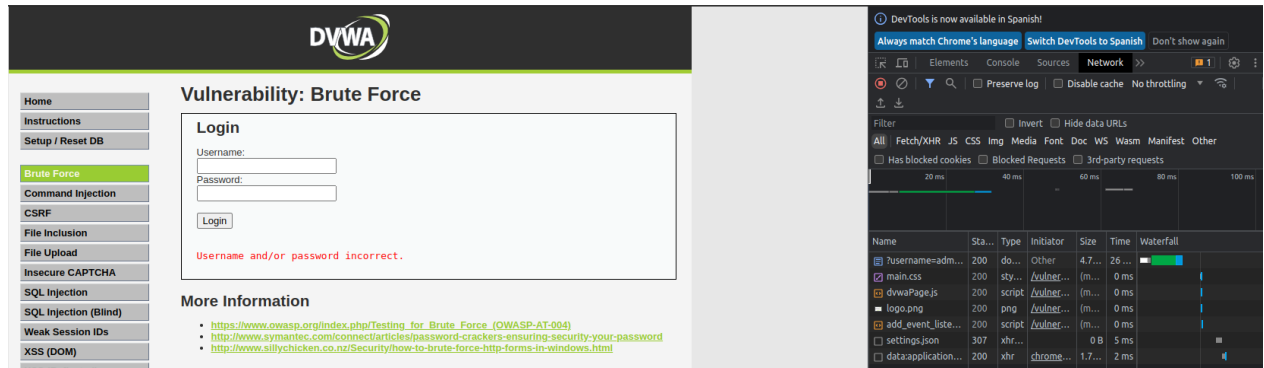 DVWA
Home
Instructions
Setup / Reset DB
Brute Force
Command Injection
CSRF
File Inclusion
File Upload
Insecure CAPTCHA
SQL Injection
SQL Injection (Blind)
Weak Session IDs
XSS (DOM)
Vulnerability: Brute Force
Login
Username:
Password:
Login
Username and/or password incorrect.
More Information
https://www.owasp.org/index.php/Testing_for_Brute_Force_(OWASP-AT-004)
http://www.symantec.com/connect/articles/password-crackers-ensuring-security-your-password
http://www.sillychicken.co.nz/Security/how-to-brute-force-http-forms-in-windows.html
DevTools is now available in Spanish!
Always match Chrome's language Switch DevTools to Spanish Don't show again
Elements Console Sources Network 1
Preserve log Disable cache No throttling
Filter Invert Hide data URLs
All Fetch/XHR JS CSS Img Media Font Doc WS Wasm Manifest Other
Has blocked cookies Blocked Requests 3rd-party requests
20 ms 40 ms 60 ms 80 ms 100 ms
Name Sta... Type Initiator Size Time Waterfall
?username=adm... 200 do... Other 4.7... 26 ...
main.css 200 sty... /vulner... (m... 0 ms
dvwaPage.js 200 script /vulner... (m... 0 ms
logo.png 200 png /vulner... (m... 0 ms
add_event_liste... 200 script /vulner... (m... 0 ms
settings.json 307 xhr... 0 B 5 ms
data:application... 200 xhr chrome... 1.7... 2 ms